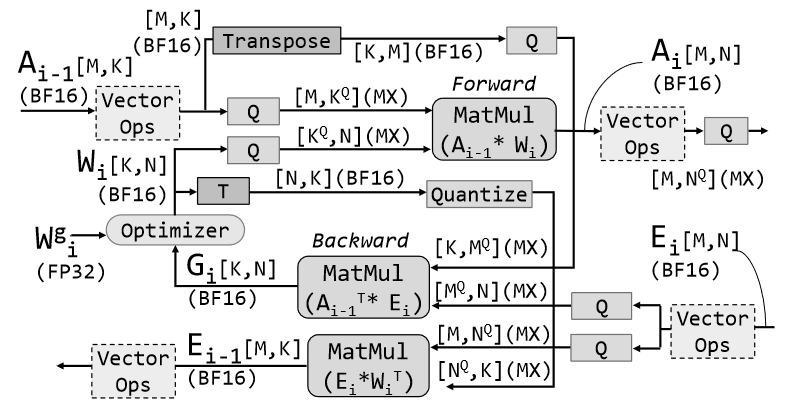 [M,K]
(BF16)
Transpose
[K,M](BF16)
Q
A_{i-1}[M,K]
(BF16)
Vector
Ops
Q
[M,K^Q](MX)
Forward
MatMul
(A_{i-1}* W_i)
A_i[M,N]
(BF16)
Vector
Ops
Q
[M,N^Q](MX)
Q
[K^Q,N](MX)
W_i[K,N]
(BF16)
T
[N,K](BF16)
Quantize
W^g_i
(FP32)
Optimizer
G_i[K,N]
(BF16)
Backward
MatMul
(A_{i-1}^T* E_i)
[K,M^Q](MX)
[M^Q,N](MX)
Q
E_i[M,N]
(BF16)
Vector
Ops
Vector
Ops
E_{i-1}[M,K]
(BF16)
MatMul
(E_i*W_i^T)
[M,N^Q](MX)
Q
[N^Q,K](MX)